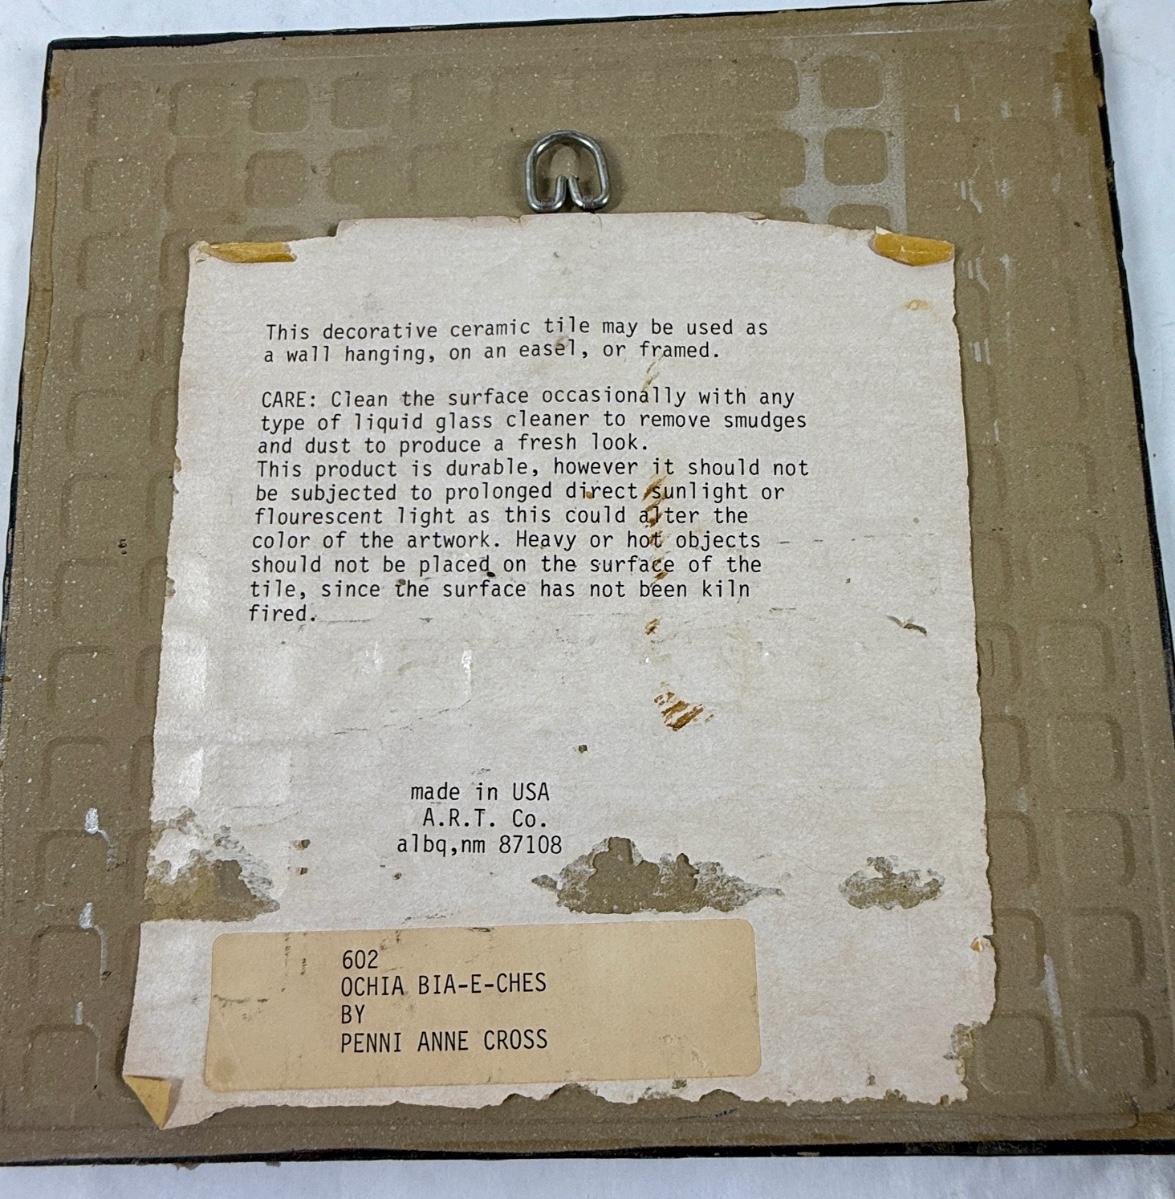 This decorative ceramic tile may be used as
a wall hanging, on an easel, or framed.
CARE: Clean the surface occasionally with any
type of liquid glass cleaner to remove smudges
and dust to produce a fresh look.
This product is durable, however it should not
be subjected to prolonged direct sunlight or
flourescent light as this could alter the
color of the artwork. Heavy or hot objects
should not be placed on the surface of the
tile, since the surface has not been kiln
fired.
made in USA
A.R.T. Co.
albq,nm 87108
602
OCHIA BIA-E-CHES
BY
PENNI ANNE CROSS